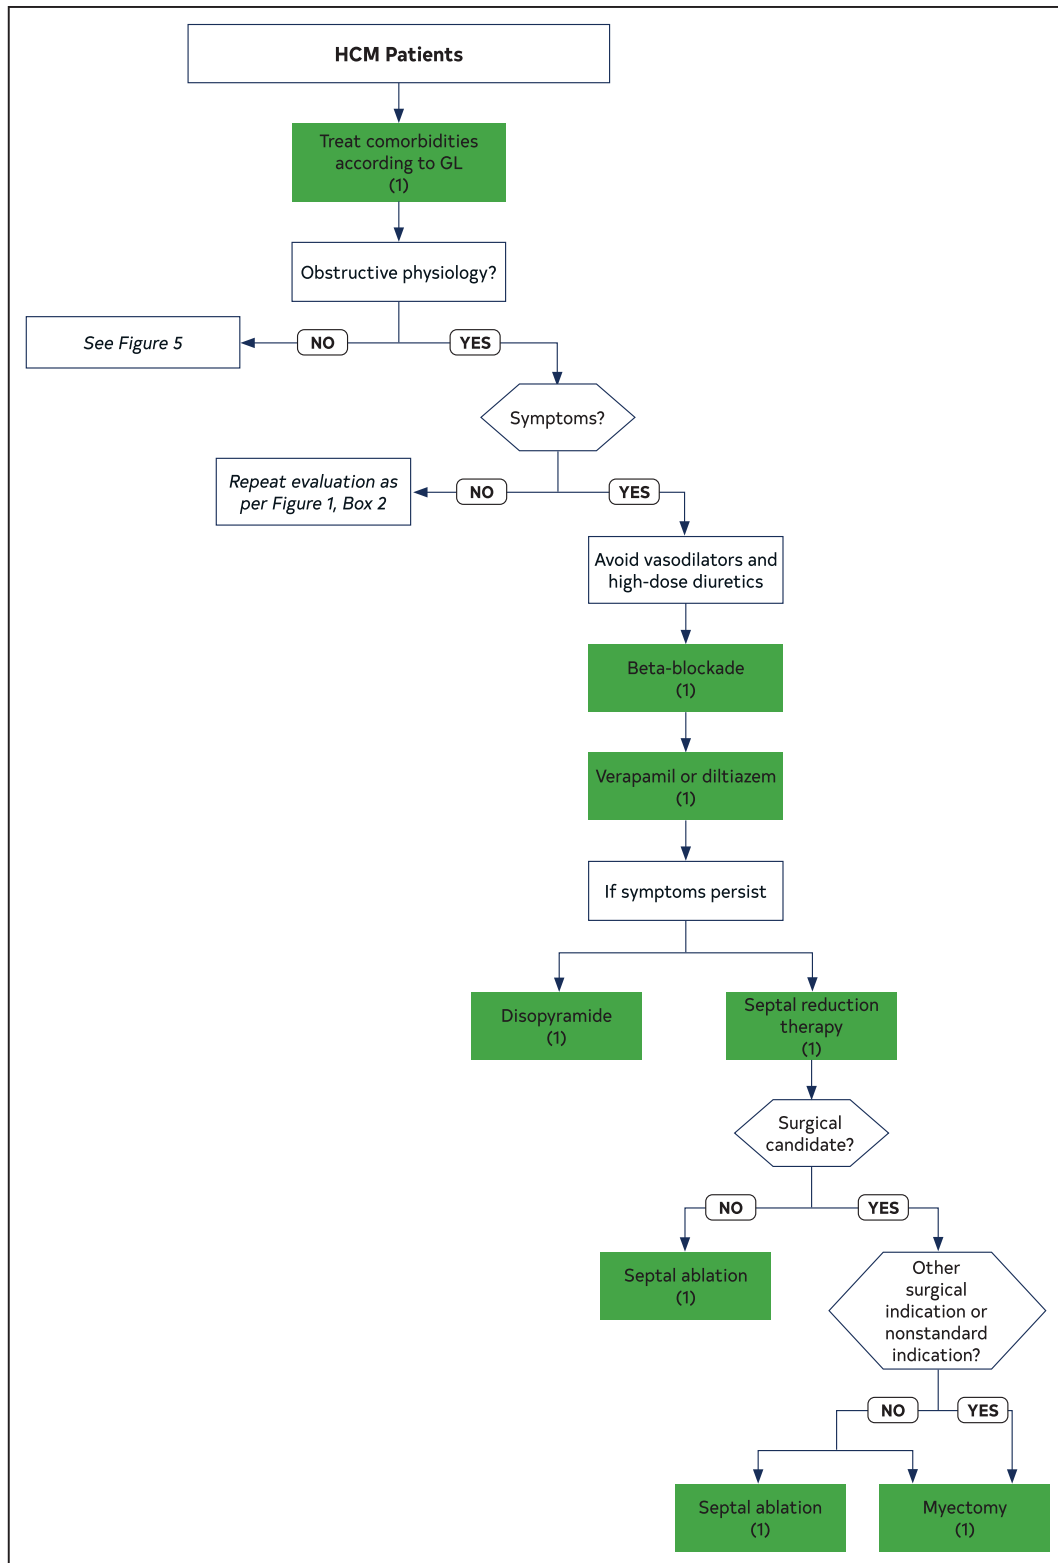 HCM Patients
Treat comorbidities
according to GL
(1)
Obstructive physiology?
See Figure 5
NO
YES
Symptoms?
Repeat evaluation as
per Figure 1, Box 2
NO
YES
Avoid vasodilators and
high-dose diuretics
Beta-blockade
(1)
Verapamil or diltiazem
(1)
If symptoms persist
Disopyramide
(1)
Septal reduction
therapy
(1)
Surgical
candidate?
NO
YES
Septal ablation
(1)
Other
surgical
indication or
nonstandard
indication?
NO
YES
Septal ablation
(1)
Myectomy
(1)